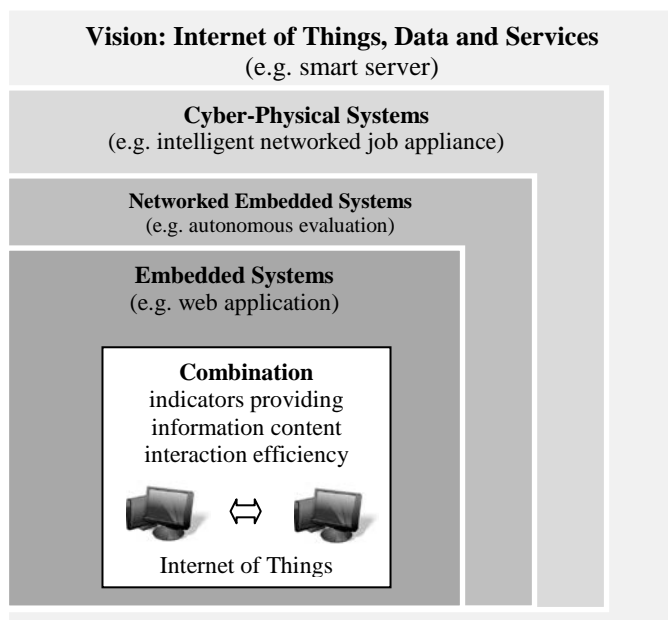 Vision: Internet of Things, Data and Services
(e.g. smart server)
Cyber-Physical Systems
(e.g. intelligent networked job appliance)
Networked Embedded Systems
(e.g. autonomous evaluation)
Embedded Systems
(e.g. web application)
Combination
indicators providing
information content
interaction efficiency
Internet of Things